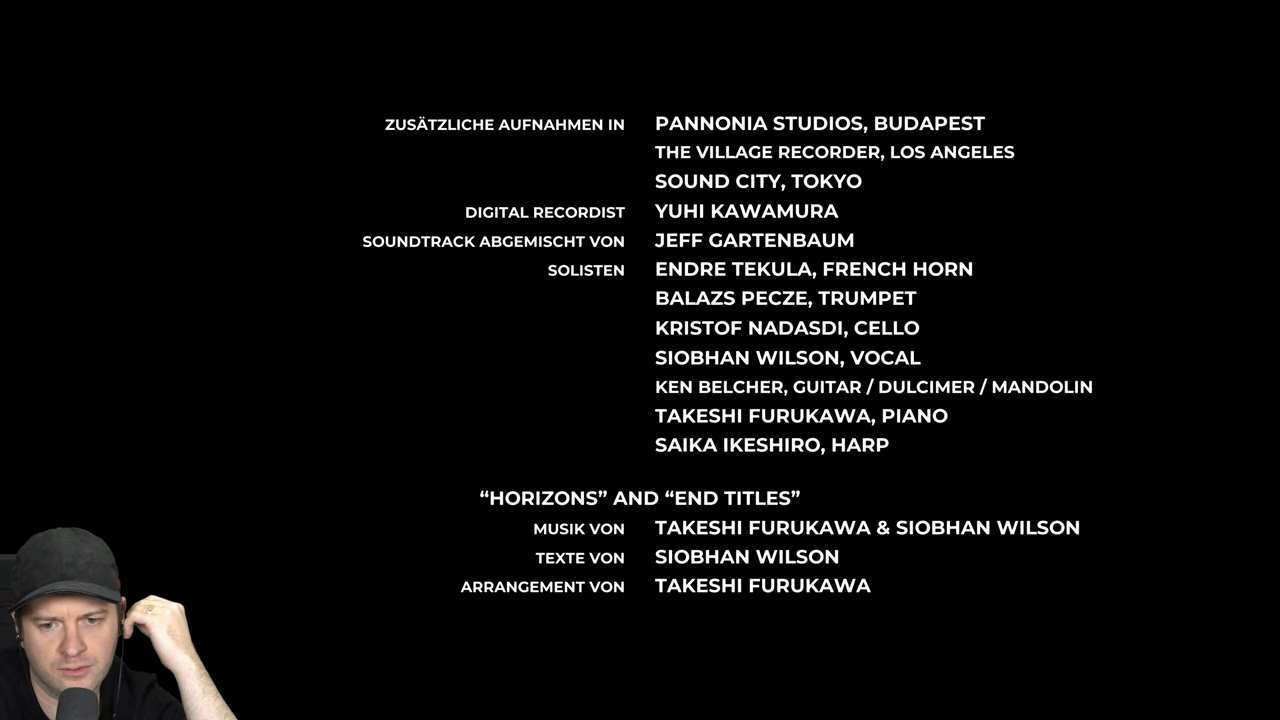 ZUSÄTZLICHE AUFNAHMEN IN PANNONIA STUDIOS, BUDAPEST
THE VILLAGE RECORDER, LOS ANGELES
SOUND CITY, TOKYO
DIGITAL RECORDIST YUHI KAWAMURA
SOUNDTRACK ABGEMISCHT VON JEFF GARTENBAUM
SOLISTEN ENDRE TEKULA, FRENCH HORN
BALAZS PECZE, TRUMPET
KRISTOF NADASDI, CELLO
SIOBHAN WILSON, VOCAL
KEN BELCHER, GUITAR / DULCIMER / MANDOLIN
TAKESHI FURUKAWA, PIANO
SAIKA IKESHIRO, HARP
“HORIZONS” AND “END TITLES”
MUSIK VON TAKESHI FURUKAWA & SIOBHAN WILSON
TEXTE VON SIOBHAN WILSON
ARRANGEMENT VON TAKESHI FURUKAWA